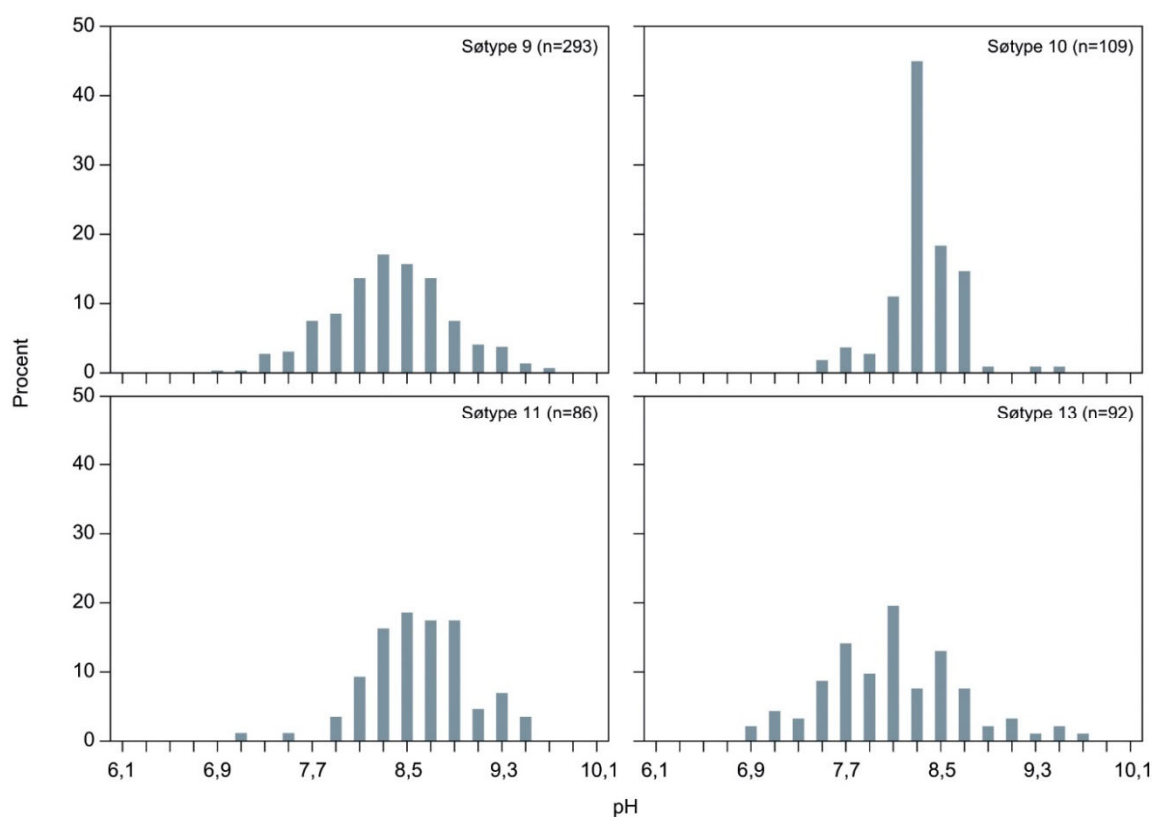 Procent
50
40
30
20
10
0
Søtype 9 (n=293)
Søtype 10 (n=109)
50
40
30
20
10
0
Søtype 11 (n=86)
Søtype 13 (n=92)
6,1 6,9 7,7 8,5 9,3 10,1
6,1 6,9 7,7 8,5 9,3 10,1
pH